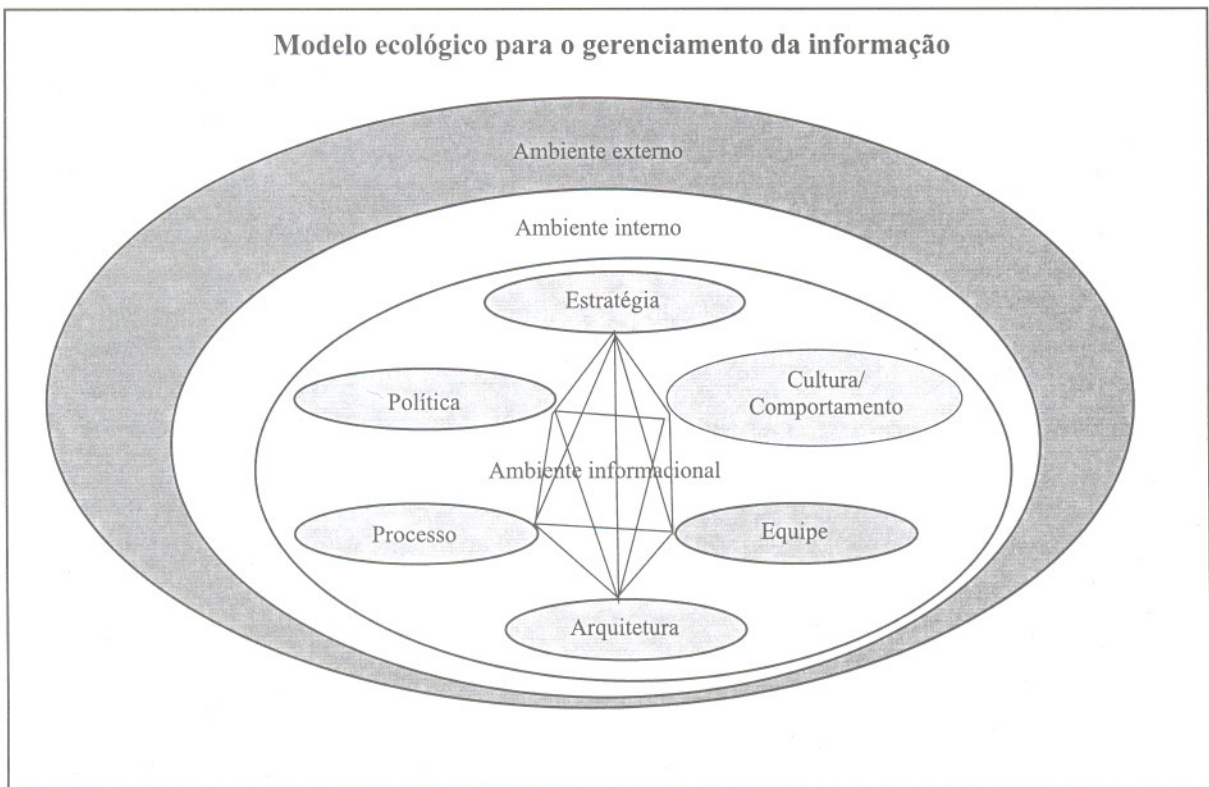 Modelo ecológico para o gerenciamento da informação
Ambiente externo
Ambiente interno
Estratégia
Política
Cultura/
Comportamento
Ambiente informacional
Processo
Equipe
Arquitetura